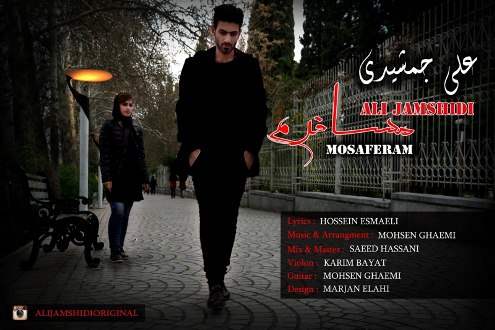 علی جمشیدی
ALI JAMSHIDI
مسافرم
MOSAFERAM
Lyrics : HOSSEIN ESMAELI
Music & Arrangment : MOHSEN GHAEMI
Mix & Master : SAEED HASSANI
Violon : KARIM BAYAT
Guitar : MOHSEN GHAEMI
Design : MARJAN ELAHI
ALIJAMSHIDIORIGINAL